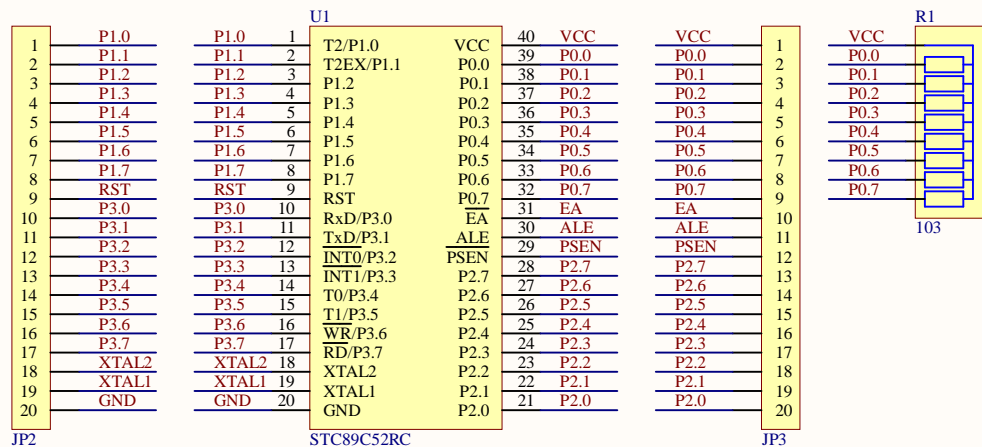 U1 R1
1 P1.0 P1.0 1 T2/P1.0 VCC 40 VCC VCC 1 VCC
2 P1.1 P1.1 2 T2EX/P1.1 P0.0 39 P0.0 P0.0 2 P0.0
3 P1.2 P1.2 3 P1.2 P0.1 38 P0.1 P0.1 3 P0.1
4 P1.3 P1.3 4 P1.3 P0.2 37 P0.2 P0.2 4 P0.2
5 P1.4 P1.4 5 P1.4 P0.3 36 P0.3 P0.3 5 P0.3
6 P1.5 P1.5 6 P1.5 P0.4 35 P0.4 P0.4 6 P0.4
7 P1.6 P1.6 7 P1.6 P0.5 34 P0.5 P0.5 7 P0.5
8 P1.7 P1.7 8 P1.7 P0.6 33 P0.6 P0.6 8 P0.6
9 RST RST 9 RST P0.7 32 P0.7 P0.7 9 P0.7
10 P3.0 P3.0 10 RxD/P3.0 EA 31 EA EA 10
11 P3.1 P3.1 11 TxD/P3.1 ALE 30 ALE ALE 11
12 P3.2 P3.2 12 INT0/P3.2 PSEN 29 PSEN PSEN 12
13 P3.3 P3.3 13 INT1/P3.3 P2.7 28 P2.7 P2.7 13
14 P3.4 P3.4 14 T0/P3.4 P2.6 27 P2.6 P2.6 14
15 P3.5 P3.5 15 T1/P3.5 P2.5 26 P2.5 P2.5 15
16 P3.6 P3.6 16 WR/P3.6 P2.4 25 P2.4 P2.4 16
17 P3.7 P3.7 17 RD/P3.7 P2.3 24 P2.3 P2.3 17
18 XTAL2 XTAL2 18 XTAL2 P2.2 23 P2.2 P2.2 18
19 XTAL1 XTAL1 19 XTAL1 P2.1 22 P2.1 P2.1 19
20 GND GND 20 GND P2.0 21 P2.0 P2.0 20
103
JP2 STC89C52RC JP3